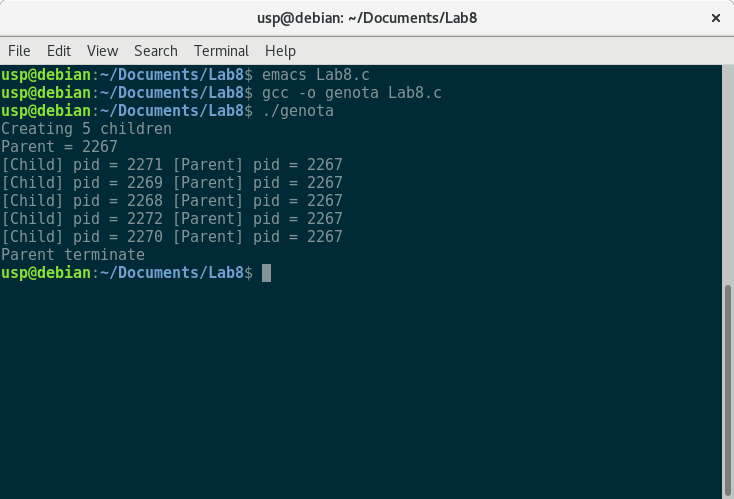 usp@debian: ~/Documents/Lab8
File Edit View Search Terminal Help
usp@debian:~/Documents/Lab8$ emacs Lab8.c
usp@debian:~/Documents/Lab8$ gcc -o genota Lab8.c
usp@debian:~/Documents/Lab8$ ./genota
Creating 5 children
Parent = 2267
[Child] pid = 2271 [Parent] pid = 2267
[Child] pid = 2269 [Parent] pid = 2267
[Child] pid = 2268 [Parent] pid = 2267
[Child] pid = 2272 [Parent] pid = 2267
[Child] pid = 2270 [Parent] pid = 2267
Parent terminate
usp@debian:~/Documents/Lab8$